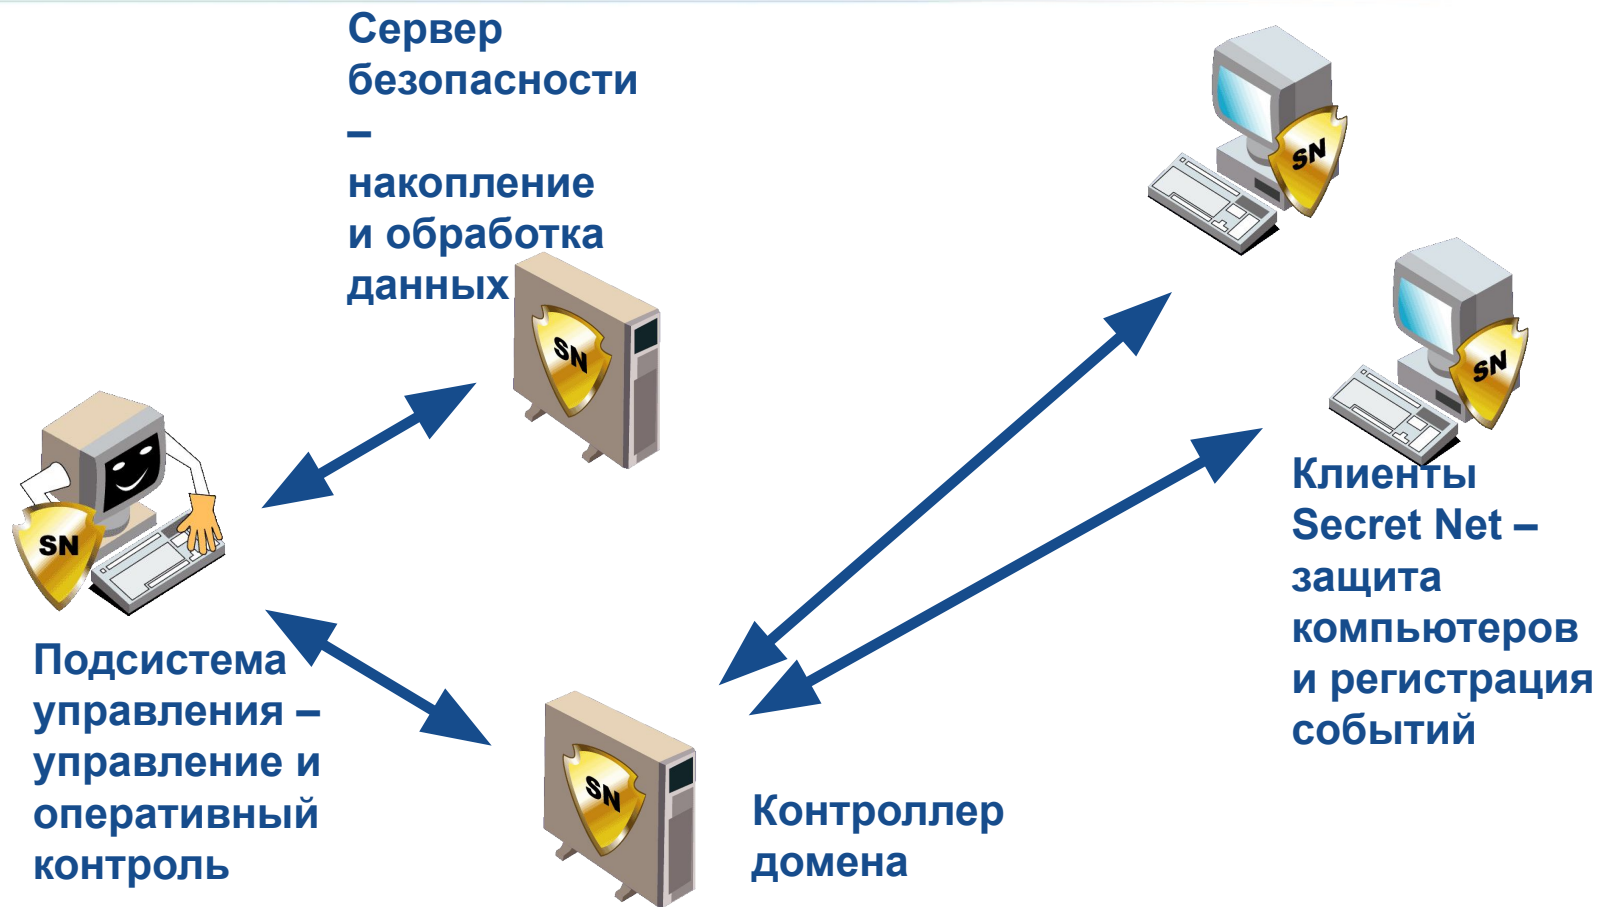 Сервер
безопасности
–
накопление
и обработка
данных
SN
SN
SN
SN
Подсистема
управления –
управление и
оперативный
контроль
SN
Контроллер
домена
Клиенты
Secret Net –
защита
компьютеров
и регистрация
событий